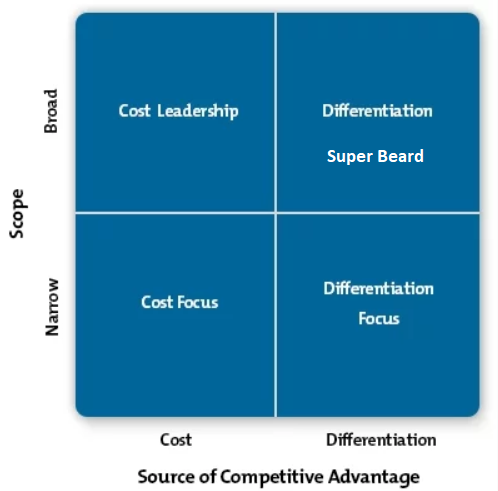 Scope
Broad
Narrow
Cost Leadership
Differentiation
Super Beard
Cost Focus
Differentiation
Focus
Cost
Differentiation
Source of Competitive Advantage